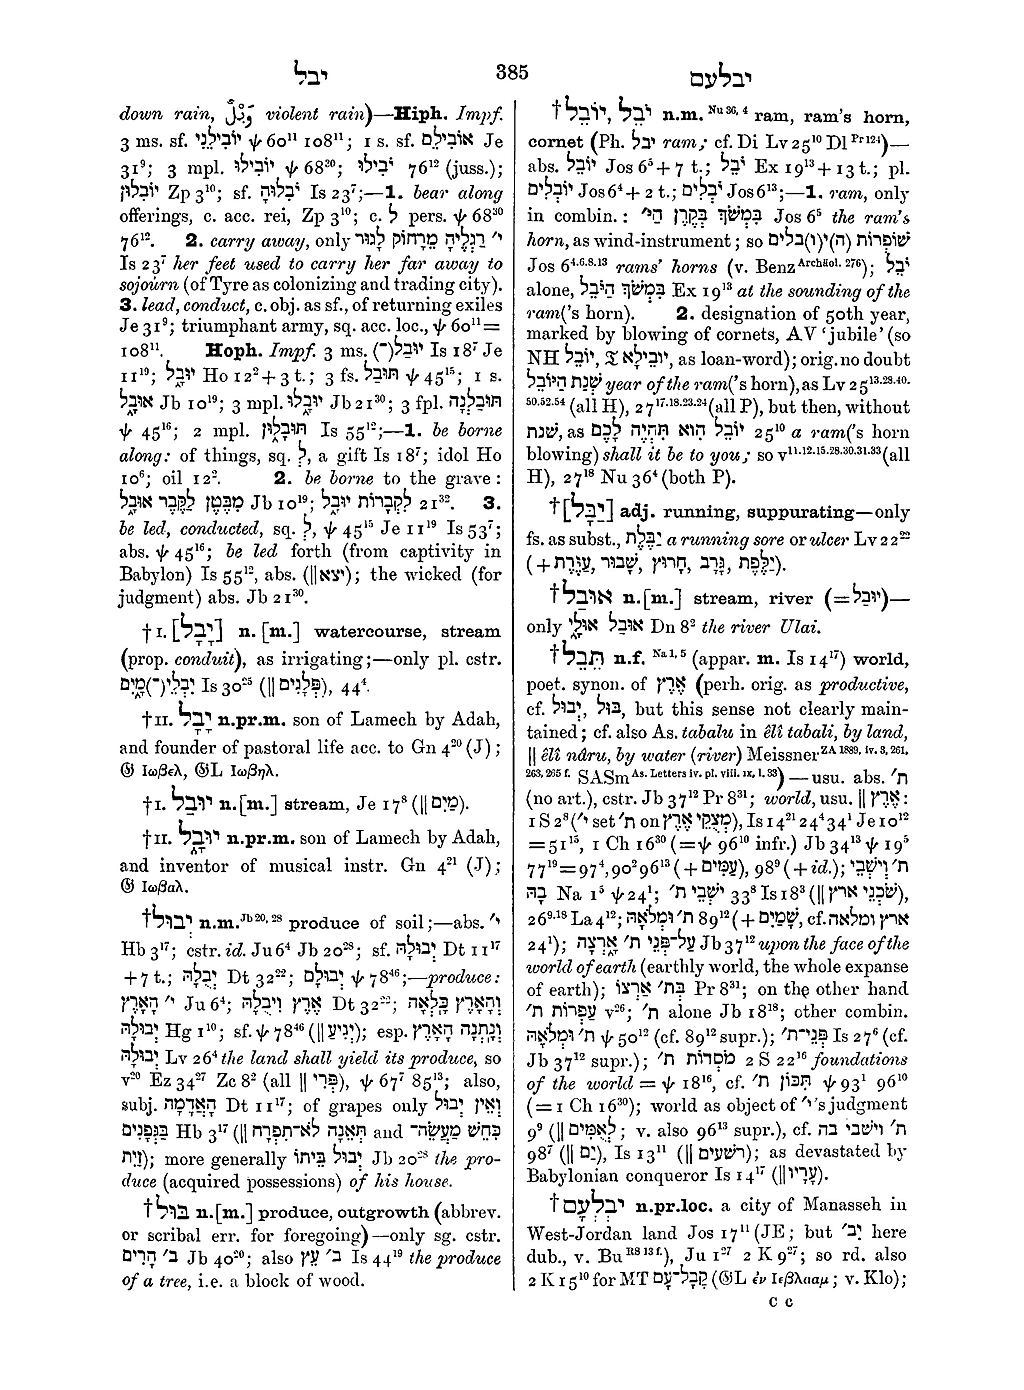 יבל
385
יבלעם
down rain, وَبْلٌ violent rain)—Hiph. Impf.
3 ms. sf. יוֹבִילֵנִי ψ 60¹¹ 108¹¹; 1 s. sf. אוֹבִילֵם Je
31⁹; 3 mpl. יוֹבִילוּ ψ 68³⁰; יֹבִילוּ 76¹² (juss.);
יוֹבִלוּן Zp 3¹⁰; sf. יֹבִלוּהָ Is 23⁷;—1. bear along
offerings, c. acc. rei, Zp 3¹⁰; c. לְ pers. ψ 68³⁰
76¹². 2. carry away, only י׳ רַגְלֶיהָ מֵרָחוֹק לָגוּר
Is 23⁷ her feet used to carry her far away to
sojourn (of Tyre as colonizing and trading city).
3. lead, conduct, c. obj. as sf., of returning exiles
Je 31⁹; triumphant army, sq. acc. loc., ψ 60¹¹ =
108¹¹. Hoph. Impf. 3 ms. יוּבַל(־) Is 18⁷ Je
11¹⁹; יוּבָל Ho 12² + 3 t.; 3 fs. תּוּבַל ψ 45¹⁵; 1 s.
אוּבָל Jb 10¹⁹; 3 mpl. יוּבָלוּ Jb 21³⁰; 3 fpl. תּוּבַלְנָה
ψ 45¹⁶; 2 mpl. תּוּבָלוּן Is 55¹²;—1. be borne
along: of things, sq. לְ, a gift Is 18⁷; idol Ho
10⁶; oil 12². 2. be borne to the grave:
מִבֶּטֶן לַקֶּבֶר אוּבָל Jb 10¹⁹; לִקְבָרוֹת יוּבָל 21³². 3.
be led, conducted, sq. לְ, ψ 45¹⁵ Je 11¹⁹ Is 53⁷;
abs. ψ 45¹⁶; be led forth (from captivity in
Babylon) Is 55¹², abs. (∥ יצא); the wicked (for
judgment) abs. Jb 21³⁰.
†I. [יָבָל] n.[m.] watercourse, stream
(prop. conduit), as irrigating;—only pl. cstr.
יִבְלֵי(־)מָיִם Is 30²⁵ (∥ פְּלָגִים), 44⁴.
†II. יָבָל n.pr.m. son of Lamech by Adah,
and founder of pastoral life acc. to Gn 4²⁰ (J);
𝔊 Ιωβελ, 𝔊L Ιωβηλ.
†I. יוּבַל n.[m.] stream, Je 17⁸ (∥ מַיִם).
†II. יוּבָל n.pr.m. son of Lamech by Adah,
and inventor of musical instr. Gn 4²¹ (J);
𝔊 Ιωβαλ.
†יְבוּל n.m. Jb 20, 28 produce of soil;—abs. י׳
Hb 3¹⁷; cstr. id. Ju 6⁴ Jb 20²⁸; sf. יְבוּלָהּ Dt 11¹⁷
+ 7 t.; יְבֻלָהּ Dt 32²²; יְבוּלָם ψ 78⁴⁶;—produce:
י׳ הָאָרֶץ Ju 6⁴; אֶרֶץ וִיבֻלָהּ Dt 32²²; וְהָאָרֶץ כָּלְאָה
יְבוּלָהּ Hg 1¹⁰; sf. ψ 78⁴⁶ (∥ יְגִיעַ); esp. וְנָתְנָה הָאָרֶץ
יְבוּלָהּ Lv 26⁴ the land shall yield its produce, so
v²⁰ Ez 34²⁷ Zc 8² (all ∥ פְּרִי), ψ 67⁷ 85¹³; also,
subj. הָאֲדָמָה Dt 11¹⁷; of grapes only וְאֵין יְבוּל
בַּגְּפָנִים Hb 3¹⁷ (∥ תְּאֵנָה לֹא־תִפְרָח and כִּחֵשׁ מַעֲשֵׂה־
זַיִת); more generally יְבוּל בֵּיתוֹ Jb 20²⁸ the pro-
duce (acquired possessions) of his house.
†בּוּל n.[m.] produce, outgrowth (abbrev.
or scribal err. for foregoing)—only sg. cstr.
ב׳ הָרִים Jb 40²⁰; also ב׳ עֵץ Is 44¹⁹ the produce
of a tree, i.e. a block of wood.
†יוֹבֵל, יֹבֵל n.m. Nu 36, 4 ram, ram's horn,
cornet (Ph. יבל ram; cf. Di Lv 25¹⁰ Dl Pr 124)—
abs. יוֹבֵל Jos 6⁵ + 7 t.; יֹבֵל Ex 19¹³ + 13 t.; pl.
יוֹבְלִים Jos 6⁴ + 2 t.; יֹבְלִים Jos 6¹³;—1. ram, only
in combin.: בִּמְשֹׁךְ בְּקֶרֶן הַי׳ Jos 6⁵ the ram's
horn, as wind-instrument; so שׁוֹפְרוֹת (ה)י(ו)בלים
Jos 6⁴·⁶·⁸·¹³ rams' horns (v. Benz Archäol. 276); יֹבֵל
alone, בִּמְשֹׁךְ הַיֹּבֵל Ex 19¹³ at the sounding of the
ram('s horn). 2. designation of 50th year,
marked by blowing of cornets, AV 'jubile' (so
NH יוֹבֵל, 𝔗 יוֹבֵילָא, as loan-word); orig. no doubt
שְׁנַת הַיּוֹבֵל year of the ram('s horn), as Lv 25¹³·²⁸·⁴⁰·
⁵⁰·⁵²·⁵⁴ (all H), 27¹⁷·¹⁸·²³·²⁴ (all P), but then, without
שנת, as יוֹבֵל הִוא תִּהְיֶה לָכֶם 25¹⁰ a ram('s horn
blowing) shall it be to you; so v¹¹·¹²·¹⁵·²⁸·³⁰·³¹·³³ (all
H), 27¹⁸ Nu 36⁴ (both P).
†[יַבָּל] adj. running, suppurating—only
fs. as subst., יַבֶּלֶת a running sore or ulcer Lv 22²²
(+ יַלֶּפֶת, גָּרָב, חָרוּץ, שָׁבוּר, עַוֶּרֶת).
†אוּבַל n.[m.] stream, river (= יוּבַל)—
only אוּבַל אוּלָי Dn 8² the river Ulai.
†תֵּבֵל n.f. Na 1, 5 (appar. m. Is 14¹⁷) world,
poet. synon. of אֶרֶץ (perh. orig. as productive,
cf. בּוּל, יְבוּל, but this sense not clearly main-
tained; cf. also As. tabalu in êlî tabali, by land,
∥ êlî nâru, by water (river) Meissner ZA 1889, iv. 3, 261,
263, 265 f. SASm As. Letters iv. pl. viii. ix, l. 33)—usu. abs. ת׳
(no art.), cstr. Jb 37¹² Pr 8³¹; world, usu. ∥ אֶרֶץ:
1 S 2⁸ (י׳ set ת׳ on מְצֻקֵי אֶרֶץ), Is 14²¹ 24⁴ 34¹ Je 10¹²
= 51¹⁵, 1 Ch 16³⁰ (= ψ 96¹⁰ infr.) Jb 34¹³ ψ 19⁵
77¹⁹ = 97⁴, 90² 96¹³ (+ עַמִּים), 98⁹ (+ id.); ת׳ וְישְׁבֵי
בָהּ Na 1⁵ ψ 24¹; ישְׁבֵי ת׳ 33⁸ Is 18³ (∥ שֹׁכְנֵי ארץ),
26⁹·¹⁸ La 4¹²; ת׳ וּמְלֹאָהּ 89¹² (+ שָׁמַיִם, cf. ארץ ומלאה
24¹); עַל־פְּנֵי ת׳ אָרְצָה Jb 37¹² upon the face of the
world of earth (earthly world, the whole expanse
of earth); בְּת׳ אַרְצוֹ Pr 8³¹; on the other hand
עַפְרוֹת ת׳ v²⁶; ת׳ alone Jb 18¹⁸; other combin.
ת׳ וּמְלֹאָהּ ψ 50¹² (cf. 89¹² supr.); פְּנֵי־ת׳ Is 27⁶ (cf.
Jb 37¹² supr.); מֹסְדוֹת ת׳ 2 S 22¹⁶ foundations
of the world = ψ 18¹⁶, cf. תִּכּוֹן ת׳ ψ 93¹ 96¹⁰
(= 1 Ch 16³⁰); world as object of י׳'s judgment
9⁹ (∥ לְאֻמִּים; v. also 96¹³ supr.), cf. ת׳ וישבי בה
98⁷ (∥ יָם), Is 13¹¹ (∥ רשעים); as devastated by
Babylonian conqueror Is 14¹⁷ (∥ עָרָיו).
†יִבְלְעָם n.pr.loc. a city of Manasseh in
West-Jordan land Jos 17¹¹ (JE; but יב׳ here
dub., v. Bu RS 13 f.), Ju 1²⁷ 2 K 9²⁷; so rd. also
2 K 15¹⁰ for MT קָבָל־עָם (𝔊L ἐν Ιεβλααμ; v. Klo);
C c